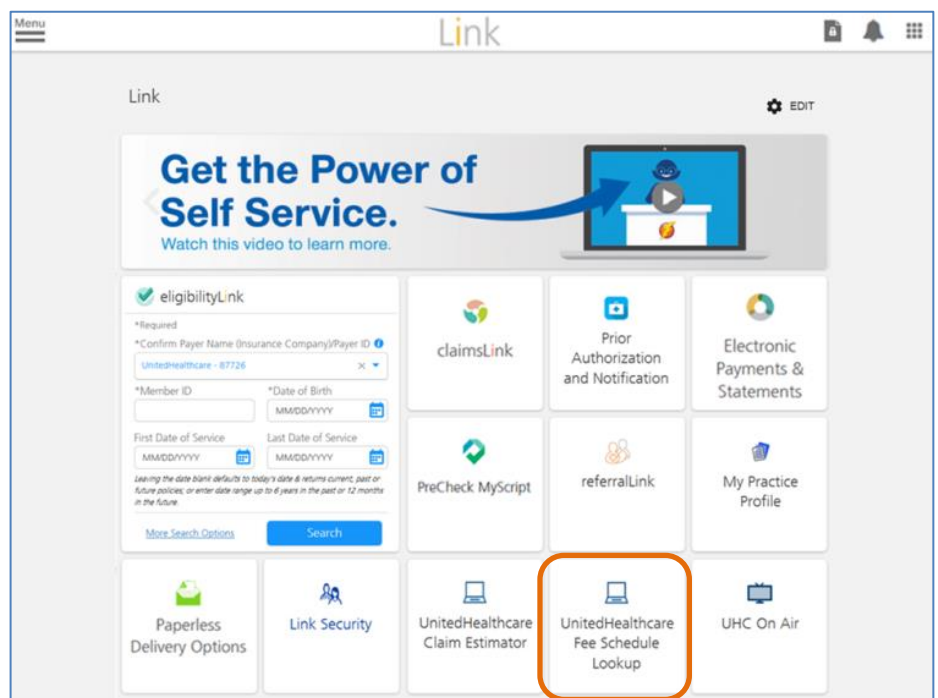 Menu
Link
Link
EDIT
Get the Power of
Self Service.
Watch this video to learn more.
eligibilityLink
*Required
*Confirm Payer Name (Insurance Company)/Payer ID
UnitedHealthcare - 87726
*Member ID
*Date of Birth
MM/DD/YYYY
First Date of Service
Last Date of Service
MM/DD/YYYY
MM/DD/YYYY
Leaving the date blank defaults to today's date & returns current, past or
future policies; or enter date range up to 6 years in the past or 12 months
in the future.
More Search Options
Search
claimsLink
Prior
Authorization
and Notification
Electronic
Payments &
Statements
PreCheck MyScript
referralLink
My Practice
Profile
Paperless
Delivery Options
Link Security
UnitedHealthcare
Claim Estimator
UnitedHealthcare
Fee Schedule
Lookup
UHC On Air